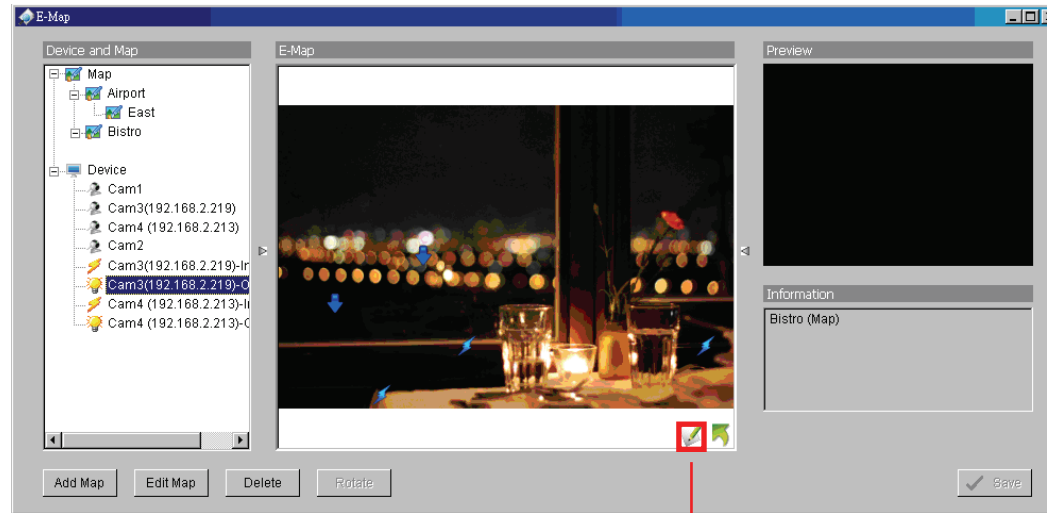 E-Map
Device and Map
Map
Airport
East
Bistro
Device
Cam1
Cam3(192.168.2.219)
Cam4 (192.168.2.213)
Cam2
Cam3(192.168.2.219)-In
Cam3(192.168.2.219)-O
Cam4 (192.168.2.213)-I
Cam4 (192.168.2.213)-C
E-Map
Preview
Information
Bistro (Map)
Add Map
Edit Map
Delete
Rotate
Save